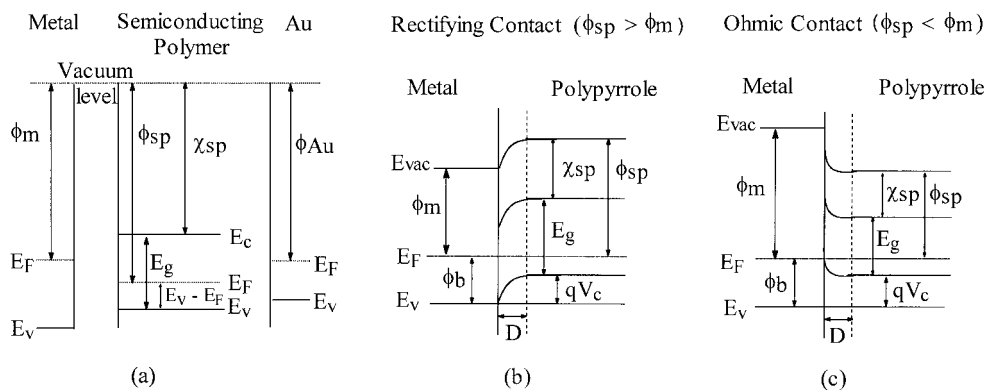 Metal
Semiconducting
Polymer
Au
Vacuum
level
ϕm
ϕsp
χsp
ϕAu
Ec
EF
Eg
EF
EF
Ev - EF
Ev
Ev
Ev
(a)
Rectifying Contact (ϕsp > ϕm)
Metal
Polypyrrole
Evac
χsp
ϕsp
ϕm
Eg
EF
ϕb
qVc
Ev
D
(b)
Ohmic Contact (ϕsp < ϕm)
Metal
Polypyrrole
Evac
ϕm
χsp
ϕsp
Eg
EF
ϕb
qVc
Ev
D
(c)